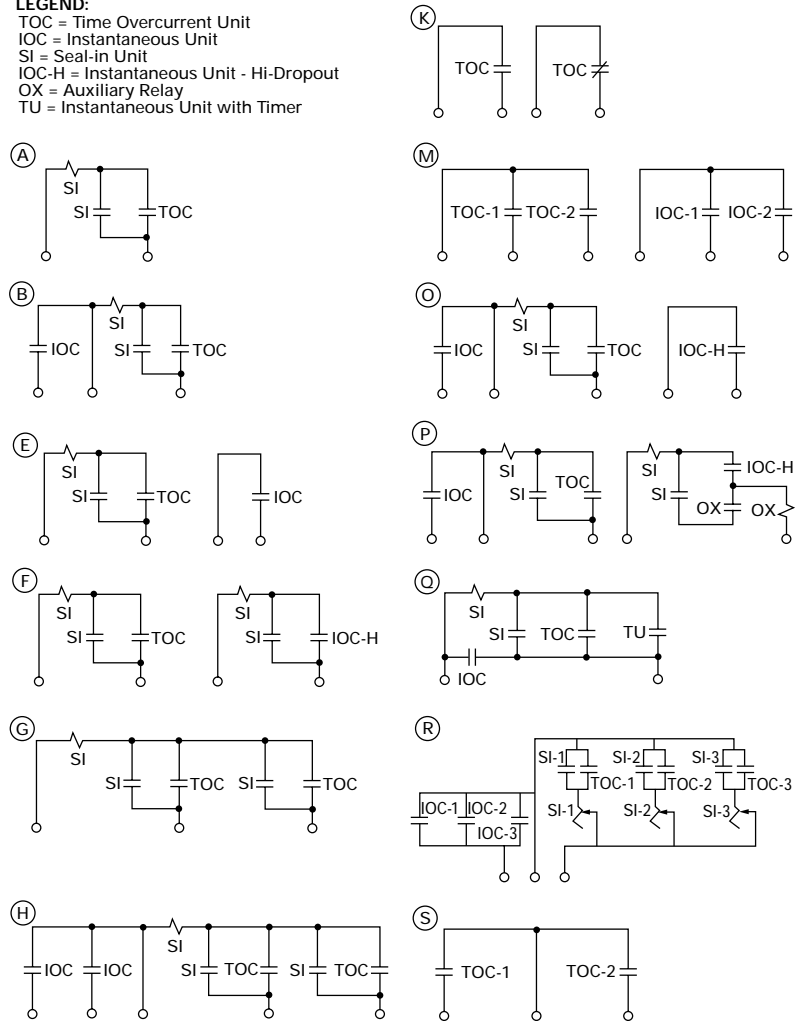 LEGEND:
TOC = Time Overcurrent Unit
IOC = Instantaneous Unit
SI = Seal-in Unit
IOC-H = Instantaneous Unit - Hi-Dropout
OX = Auxiliary Relay
TU = Instantaneous Unit with Timer
A
SI
SI
TOC
B
IOC
SI
SI
TOC
E
SI
SI
TOC
IOC
F
SI
SI
TOC
SI
SI
IOC-H
G
SI
SI
TOC
SI
TOC
H
IOC
IOC
SI
SI
TOC
SI
TOC
K
TOC
TOC
M
TOC-1
TOC-2
IOC-1
IOC-2
O
IOC
SI
SI
TOC
IOC-H
P
IOC
SI
SI
TOC
SI
SI
IOC-H
OX
OX
Q
SI
SI
TOC
TU
IOC
R
SI-1
SI-2
SI-3
TOC-1
TOC-2
TOC-3
IOC-1
IOC-2
IOC-3
SI-1
SI-2
SI-3
S
TOC-1
TOC-2